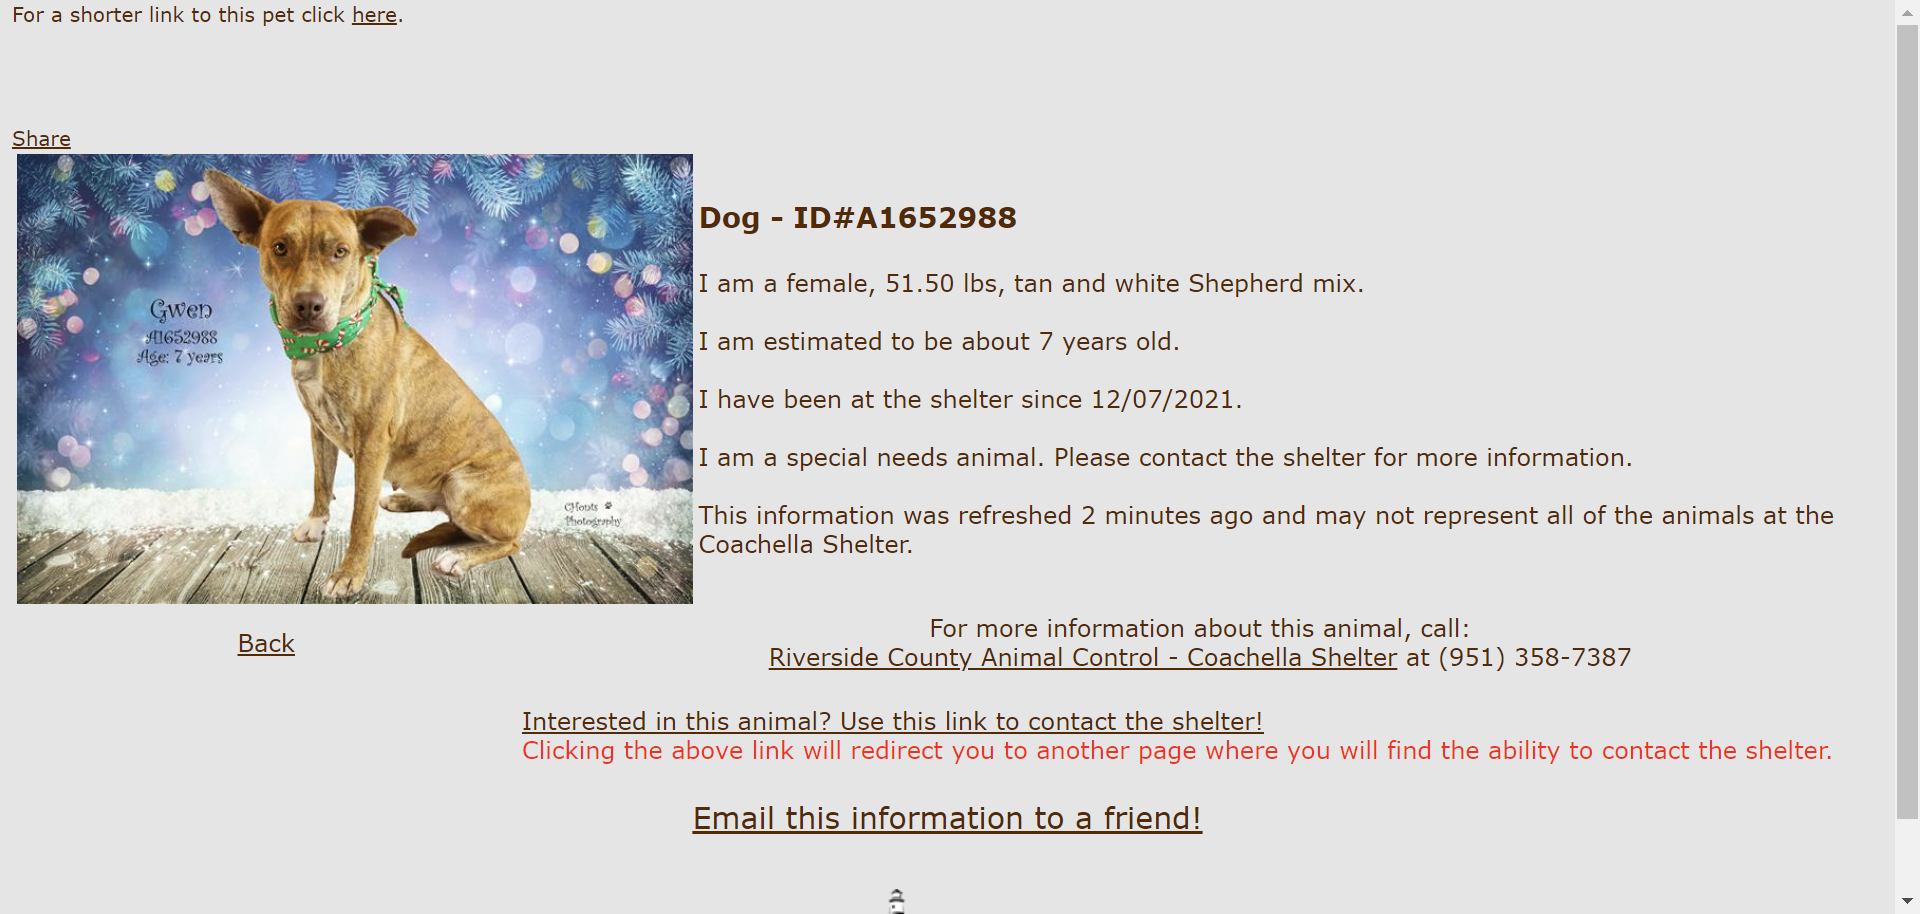 For a shorter link to this pet click here.
Share
Gwen
A1652988
Age: 7 years
CHonts
Photography
Dog - ID#A1652988
I am a female, 51.50 lbs, tan and white Shepherd mix.
I am estimated to be about 7 years old.
I have been at the shelter since 12/07/2021.
I am a special needs animal. Please contact the shelter for more information.
This information was refreshed 2 minutes ago and may not represent all of the animals at the
Coachella Shelter.
Back
For more information about this animal, call:
Riverside County Animal Control - Coachella Shelter at (951) 358-7387
Interested in this animal? Use this link to contact the shelter!
Clicking the above link will redirect you to another page where you will find the ability to contact the shelter.
Email this information to a friend!